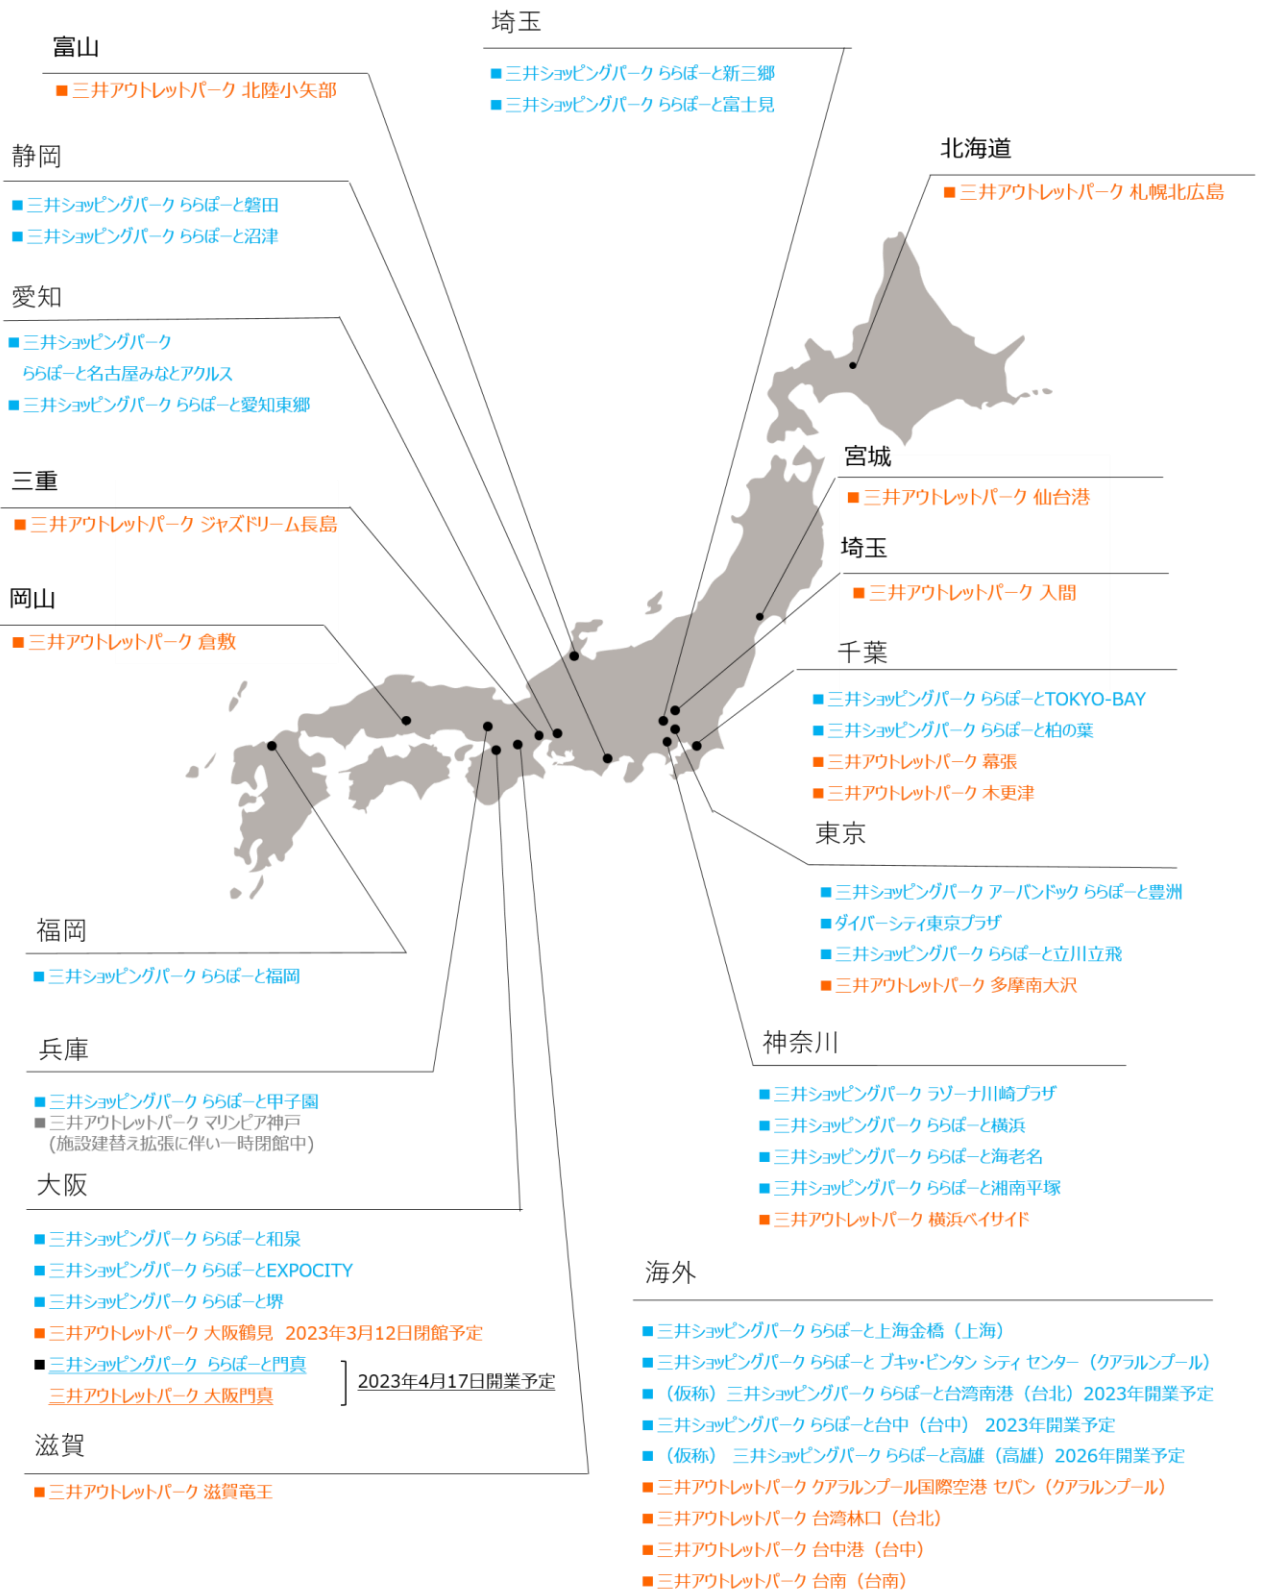 富山
■三井アウトレットパーク 北陸小矢部
静岡
■三井ショッピングパーク ららぽーと磐田
■三井ショッピングパーク ららぽーと沼津
愛知
■三井ショッピングパーク
ららぽーと名古屋みなとアクルス
■三井ショッピングパーク ららぽーと愛知東郷
三重
■三井アウトレットパーク ジャズドリーム長島
岡山
■三井アウトレットパーク 倉敷
福岡
■三井ショッピングパーク ららぽーと福岡
兵庫
■三井ショッピングパーク ららぽーと甲子園
■三井アウトレットパーク マリンピア神戸
(施設建替え拡張に伴い一時閉館中)
大阪
■三井ショッピングパーク ららぽーと和泉
■三井ショッピングパーク ららぽーとEXPOCITY
■三井ショッピングパーク ららぽーと堺
■三井アウトレットパーク 大阪鶴見 2023年3月12日閉館予定
■三井ショッピングパーク ららぽーと門真
三井アウトレットパーク 大阪門真
2023年4月17日開業予定
滋賀
■三井アウトレットパーク 滋賀竜王
埼玉
■三井ショッピングパーク ららぽーと新三郷
■三井ショッピングパーク ららぽーと富士見
北海道
■三井アウトレットパーク 札幌北広島
宮城
■三井アウトレットパーク 仙台港
埼玉
■三井アウトレットパーク 入間
千葉
■三井ショッピングパーク ららぽーとTOKYO-BAY
■三井ショッピングパーク ららぽーと柏の葉
■三井アウトレットパーク 幕張
■三井アウトレットパーク 木更津
東京
■三井ショッピングパーク アーバンドック ららぽーと豊洲
■ダイバーシティ東京プラザ
■三井ショッピングパーク ららぽーと立川立飛
■三井アウトレットパーク 多摩南大沢
神奈川
■三井ショッピングパーク ラゾーナ川崎プラザ
■三井ショッピングパーク ららぽーと横浜
■三井ショッピングパーク ららぽーと海老名
■三井ショッピングパーク ららぽーと湘南平塚
■三井アウトレットパーク 横浜ベイサイド
海外
■三井ショッピングパーク ららぽーと上海金橋（上海）
■三井ショッピングパーク ららぽーと ブキッ・ビンタン シティ センター（クアラルンプール）
■（仮称）三井ショッピングパーク ららぽーと台湾南港（台北）2023年開業予定
■三井ショッピングパーク ららぽーと台中（台中） 2023年開業予定
■（仮称） 三井ショッピングパーク ららぽーと高雄（高雄）2026年開業予定
■三井アウトレットパーク クアラルンプール国際空港 セパン（クアラルンプール）
■三井アウトレットパーク 台湾林口（台北）
■三井アウトレットパーク 台中港（台中）
■三井アウトレットパーク 台南（台南）